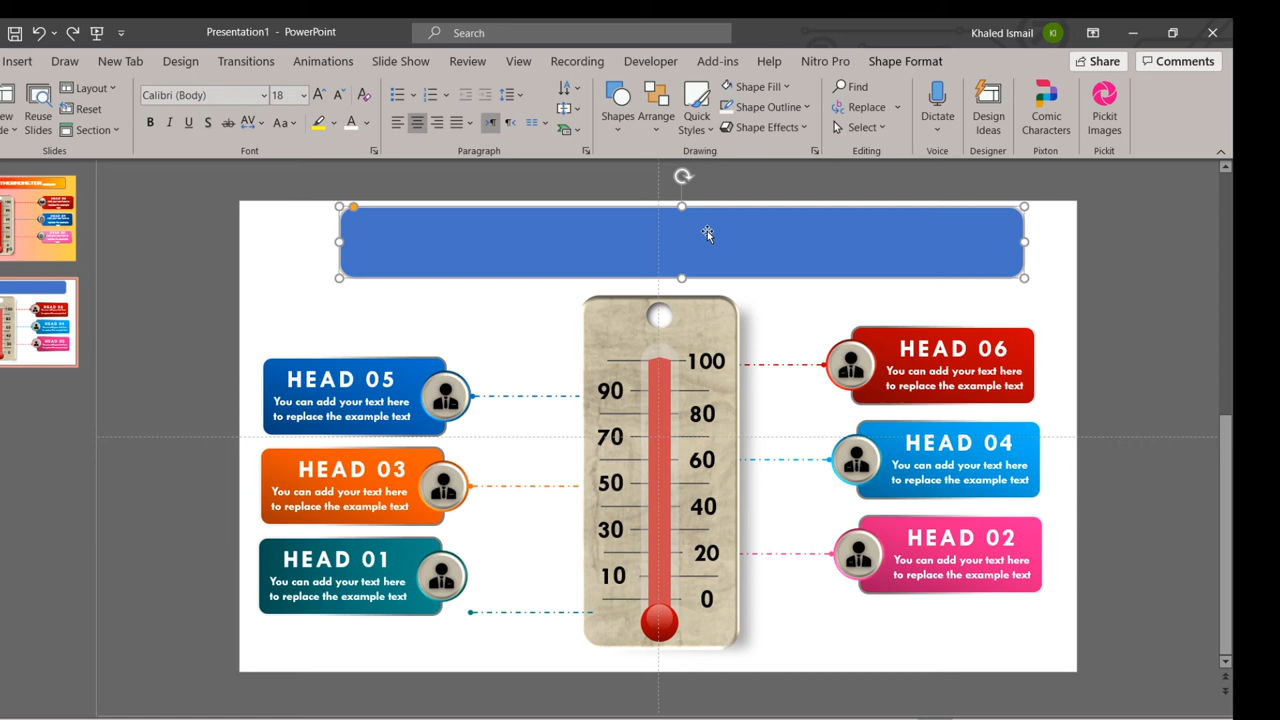 Presentation1 - PowerPoint
Search
Khaled Ismail
KI
Insert Draw New Tab Design Transitions Animations Slide Show Review View Recording Developer Add-ins Help Nitro Pro Shape Format
Share
Comments
Reuse
Slides
Layout
Reset
Section
Slides
Calibri (Body)
18
Font
Paragraph
Shapes
Arrange
Quick
Styles
Shape Fill
Shape Outline
Shape Effects
Drawing
Find
Replace
Select
Editing
Dictate
Voice
Design
Ideas
Designer
Comic
Characters
Pixton
Pickit
Images
Pickit
HEAD 05
You can add your text here
to replace the example text
HEAD 03
You can add your text here
to replace the example text
HEAD 01
You can add your text here
to replace the example text
100
90
80
70
60
50
40
30
20
10
0
HEAD 06
You can add your text here
to replace the example text
HEAD 04
You can add your text here
to replace the example text
HEAD 02
You can add your text here
to replace the example text